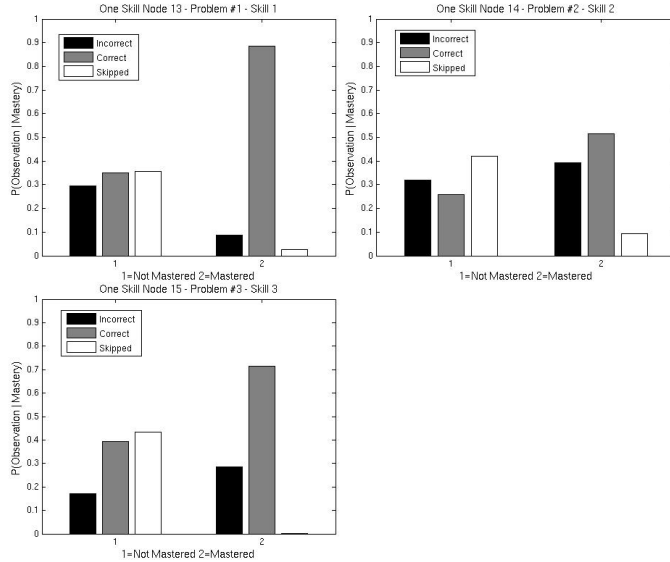 One Skill Node 13 - Problem #1 - Skill 1
1
0.9
0.8
0.7
0.6
0.5
0.4
0.3
0.2
0.1
0
P(Observation | Mastery)
Incorrect
Correct
Skipped
1
2
1=Not Mastered 2=Mastered
One Skill Node 14 - Problem #2 - Skill 2
1
0.9
0.8
0.7
0.6
0.5
0.4
0.3
0.2
0.1
0
P(Observation | Mastery)
Incorrect
Correct
Skipped
1
2
1=Not Mastered 2=Mastered
One Skill Node 15 - Problem #3 - Skill 3
1
0.9
0.8
0.7
0.6
0.5
0.4
0.3
0.2
0.1
0
P(Observation | Mastery)
Incorrect
Correct
Skipped
1
2
1=Not Mastered 2=Mastered